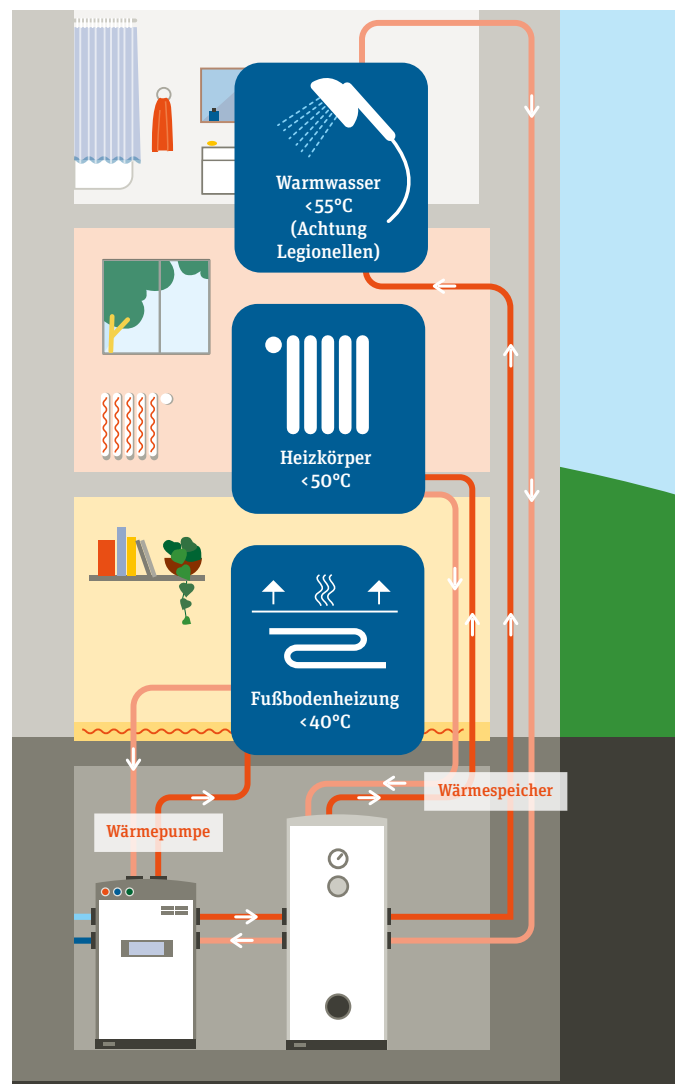 Warmwasser
<55°C
(Achtung
Legionellen)
Heizkörper
<50°C
Fußbodenheizung
<40°C
Wärmespeicher
Wärmepumpe